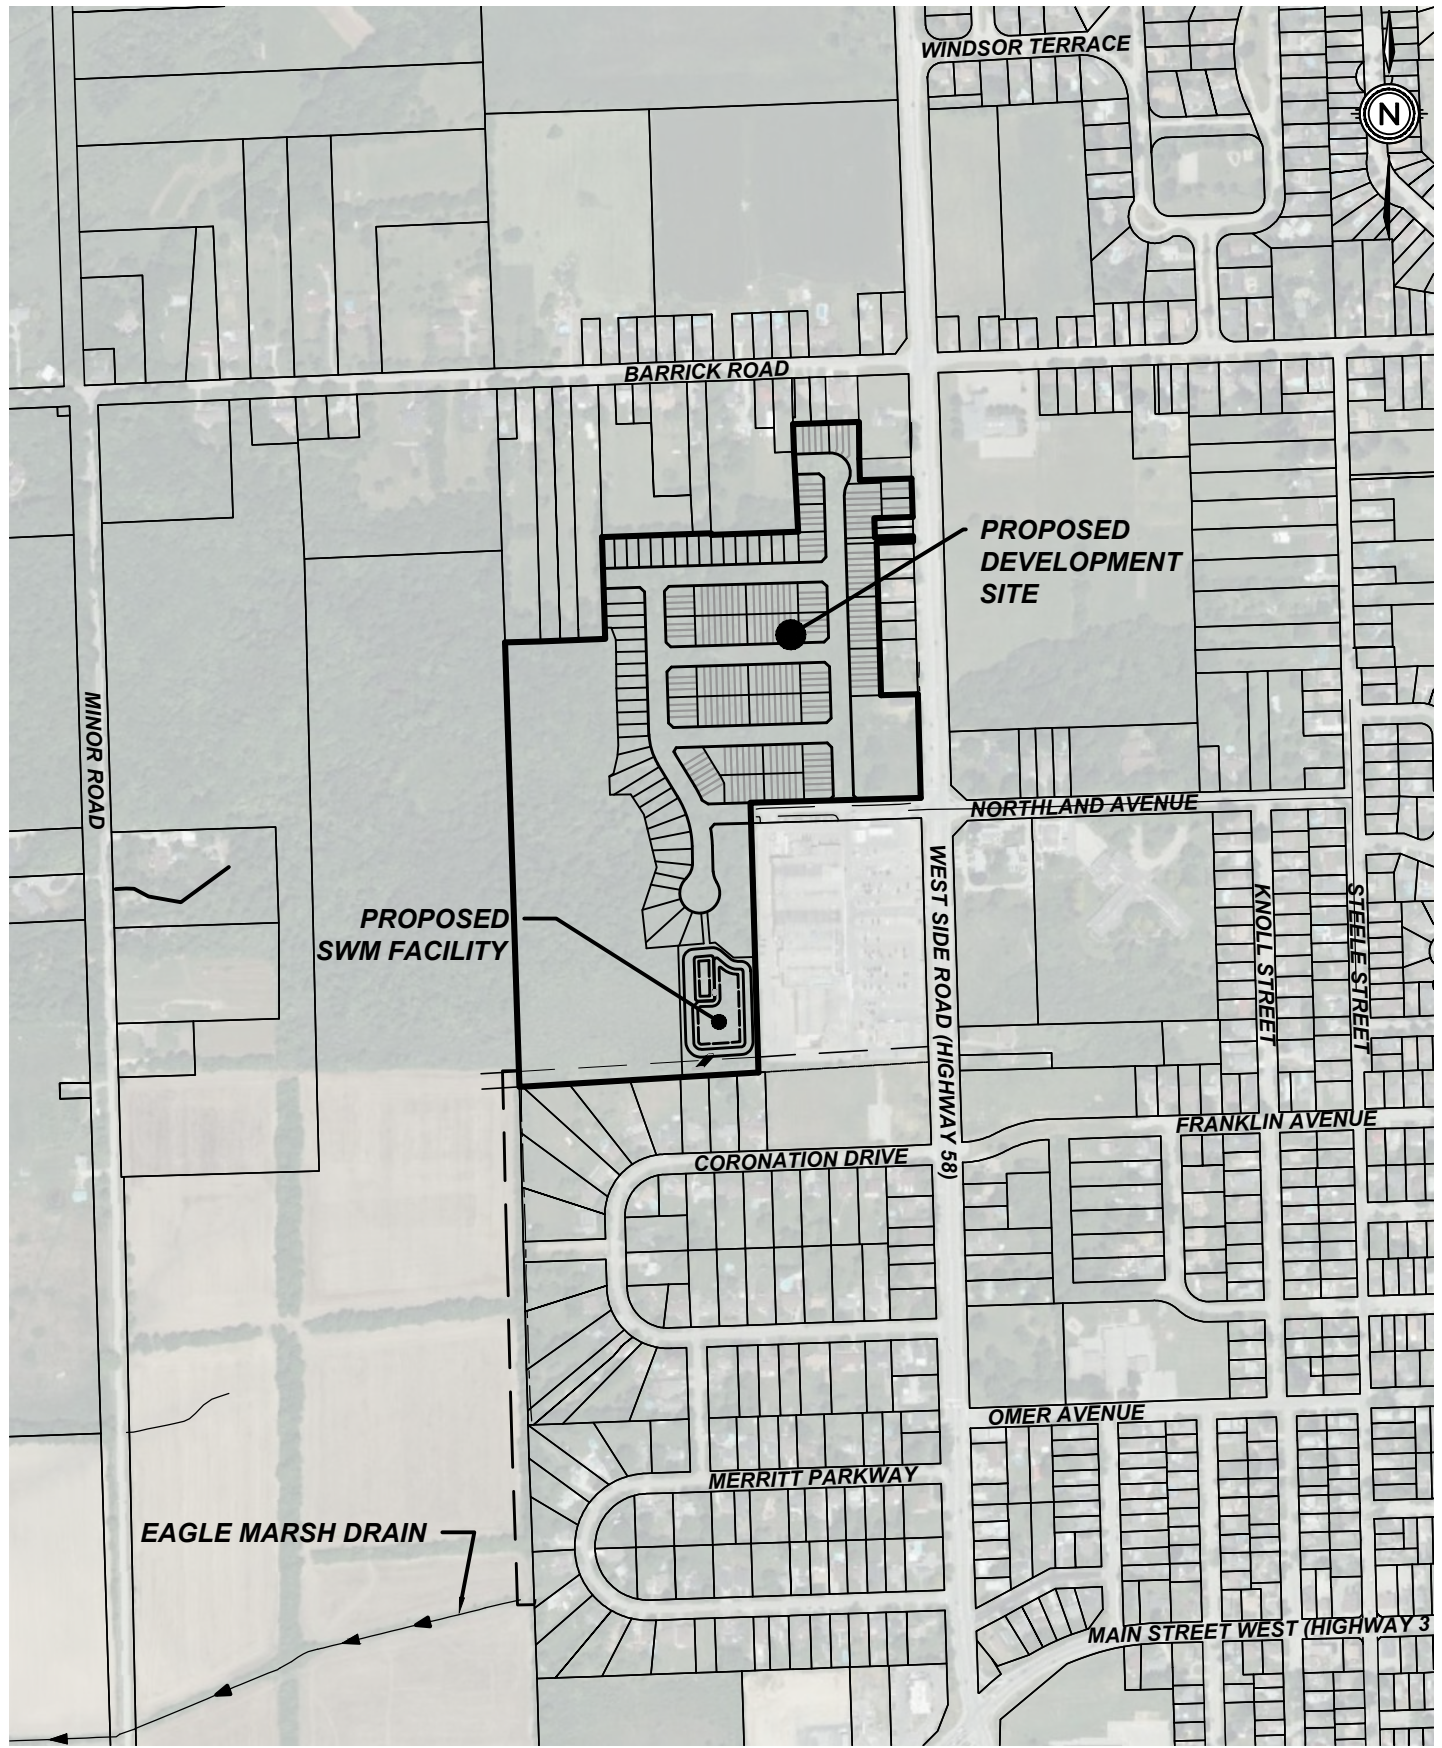 WINDSOR TERRACE
N
BARRICK ROAD
PROPOSED
DEVELOPMENT
SITE
MINOR ROAD
NORTHLAND AVENUE
WEST SIDE ROAD (HIGHWAY 58)
KNOLL STREET
STEELE STREET
PROPOSED
SWM FACILITY
FRANKLIN AVENUE
CORONATION DRIVE
OMER AVENUE
MERRITT PARKWAY
EAGLE MARSH DRAIN
MAIN STREET WEST (HIGHWAY 3